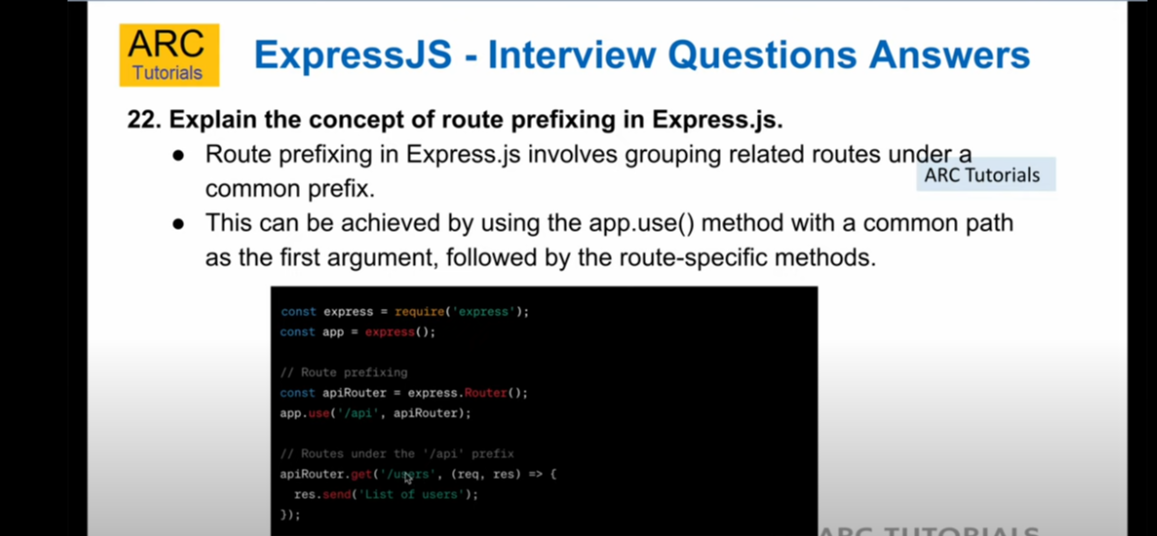 ARC
Tutorials
ExpressJS - Interview Questions Answers
22. Explain the concept of route prefixing in Express.js.
● Route prefixing in Express.js involves grouping related routes under a
common prefix.
ARC Tutorials
● This can be achieved by using the app.use() method with a common path
as the first argument, followed by the route-specific methods.
const express = require('express');
const app = express();
// Route prefixing
const apiRouter = express.Router();
app.use('/api', apiRouter);
// Routes under the '/api' prefix
apiRouter.get('/users', (req, res) => {
res.send('List of users');
});
ARC TUTORIALS